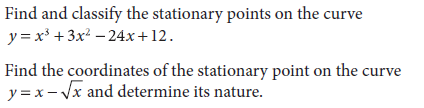 Find and classify the stationary points on the curve
y = x³ + 3x² – 24x + 12.
Find the coordinates of the stationary point on the curve
y = x – √x and determine its nature.